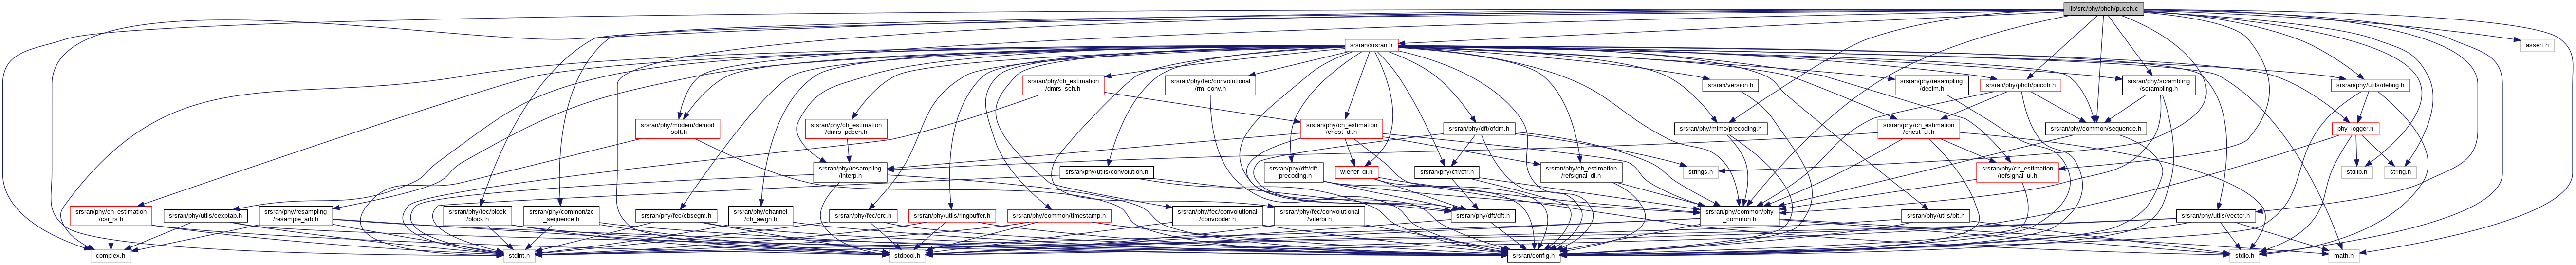 lib/src/phy/phch/pucch.c
srsran/srsran.h
assert.h
srsran/phy/ch_estimation
/dmrs_sch.h
srsran/phy/fec/convolutional
/rm_conv.h
srsran/version.h
srsran/phy/resampling
/decim.h
srsran/phy/phch/pucch.h
srsran/phy/scrambling
/scrambling.h
srsran/phy/utils/debug.h
srsran/phy/modem/demod
_soft.h
srsran/phy/ch_estimation
/dmrs_pdcch.h
srsran/phy/ch_estimation
/chest_dl.h
srsran/phy/dft/ofdm.h
srsran/phy/mimo/precoding.h
srsran/phy/ch_estimation
/chest_ul.h
srsran/phy/common/sequence.h
phy_logger.h
srsran/phy/resampling
/interp.h
srsran/phy/utils/convolution.h
srsran/phy/dft/dft
_precoding.h
wiener_dl.h
srsran/phy/cfr/cfr.h
srsran/phy/ch_estimation
/refsignal_dl.h
strings.h
srsran/phy/ch_estimation
/refsignal_ul.h
stdlib.h
string.h
srsran/phy/ch_estimation
/csi_rs.h
srsran/phy/utils/cexptab.h
srsran/phy/resampling
/resample_arb.h
srsran/phy/fec/block
/block.h
srsran/phy/common/zc
_sequence.h
srsran/phy/fec/cbsegm.h
srsran/phy/channel
/ch_awgn.h
srsran/phy/fec/crc.h
srsran/phy/utils/ringbuffer.h
srsran/phy/common/timestamp.h
srsran/phy/fec/convolutional
/convcoder.h
srsran/phy/fec/convolutional
/viterbi.h
srsran/phy/dft/dft.h
srsran/phy/common/phy
_common.h
srsran/phy/utils/bit.h
srsran/phy/utils/vector.h
complex.h
stdint.h
stdbool.h
srsran/config.h
stdio.h
math.h